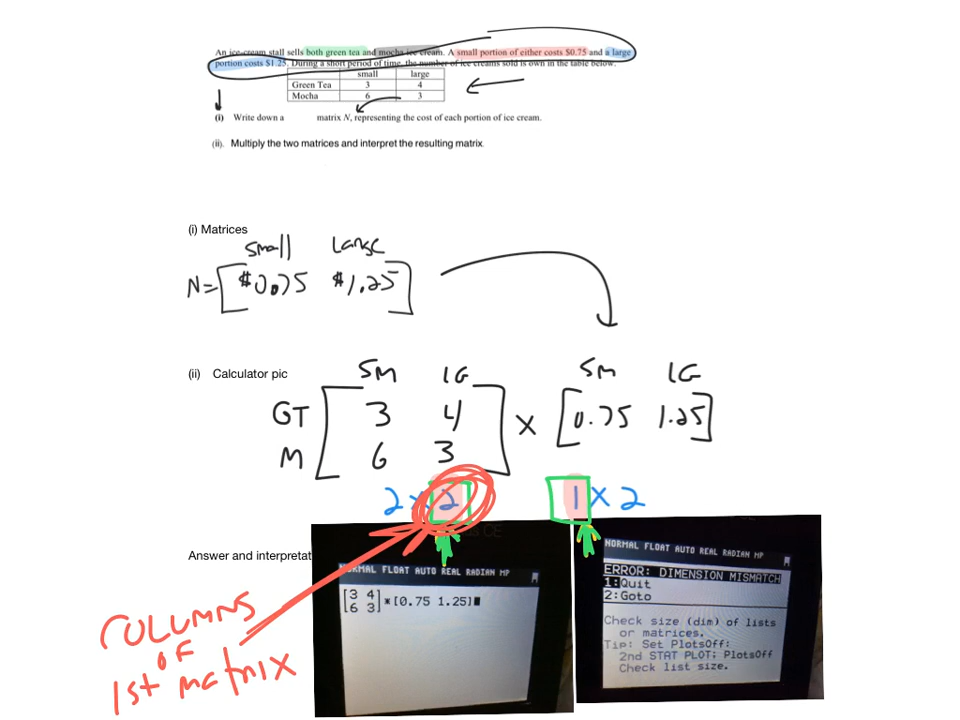 An ice-cream stall sells both green tea and mocha ice cream. A small portion of either costs $0.75 and a large
portion costs $1.25. During a short period of time, the number of ice creams sold is own in the table below.
small large
Green Tea 3 4
Mocha 6 3
(i) Write down a matrix N, representing the cost of each portion of ice cream.
(ii). Multiply the two matrices and interpret the resulting matrix.
(i) Matrices
small large
N= [$0.75 $1.25]
(ii) Calculator pic
SM LG
SM LG
GT 3 4
M 6 3
× [0.75 1.25]
2×2 1×2
Answer and interpretat
NORMAL FLOAT AUTO REAL RADIAN MP
[3 4]
[6 3]*[0.75 1.25]
NORMAL FLOAT AUTO REAL RADIAN MP
ERROR: DIMENSION MISMATCH
1:Quit
2:Goto
Check size (dim) of lists
or matrices.
Tip: Set PlotsOff:
2nd STAT PLOT; PlotsOff
Check list size.
COLUMNS
OF
1st matrix